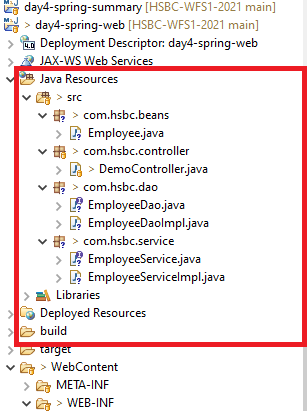 day4-spring-summary [HSBC-WFS1-2021 main]
> day4-spring-web [HSBC-WFS1-2021 main]
Deployment Descriptor: day4-spring-web
JAX-WS Web Services
Java Resources
> src
> com.hsbc.beans
Employee.java
> com.hsbc.controller
> DemoController.java
> com.hsbc.dao
EmployeeDao.java
EmployeeDaoImpl.java
> com.hsbc.service
EmployeeService.java
EmployeeServiceImpl.java
Libraries
Deployed Resources
build
target
> WebContent
META-INF
> WEB-INF